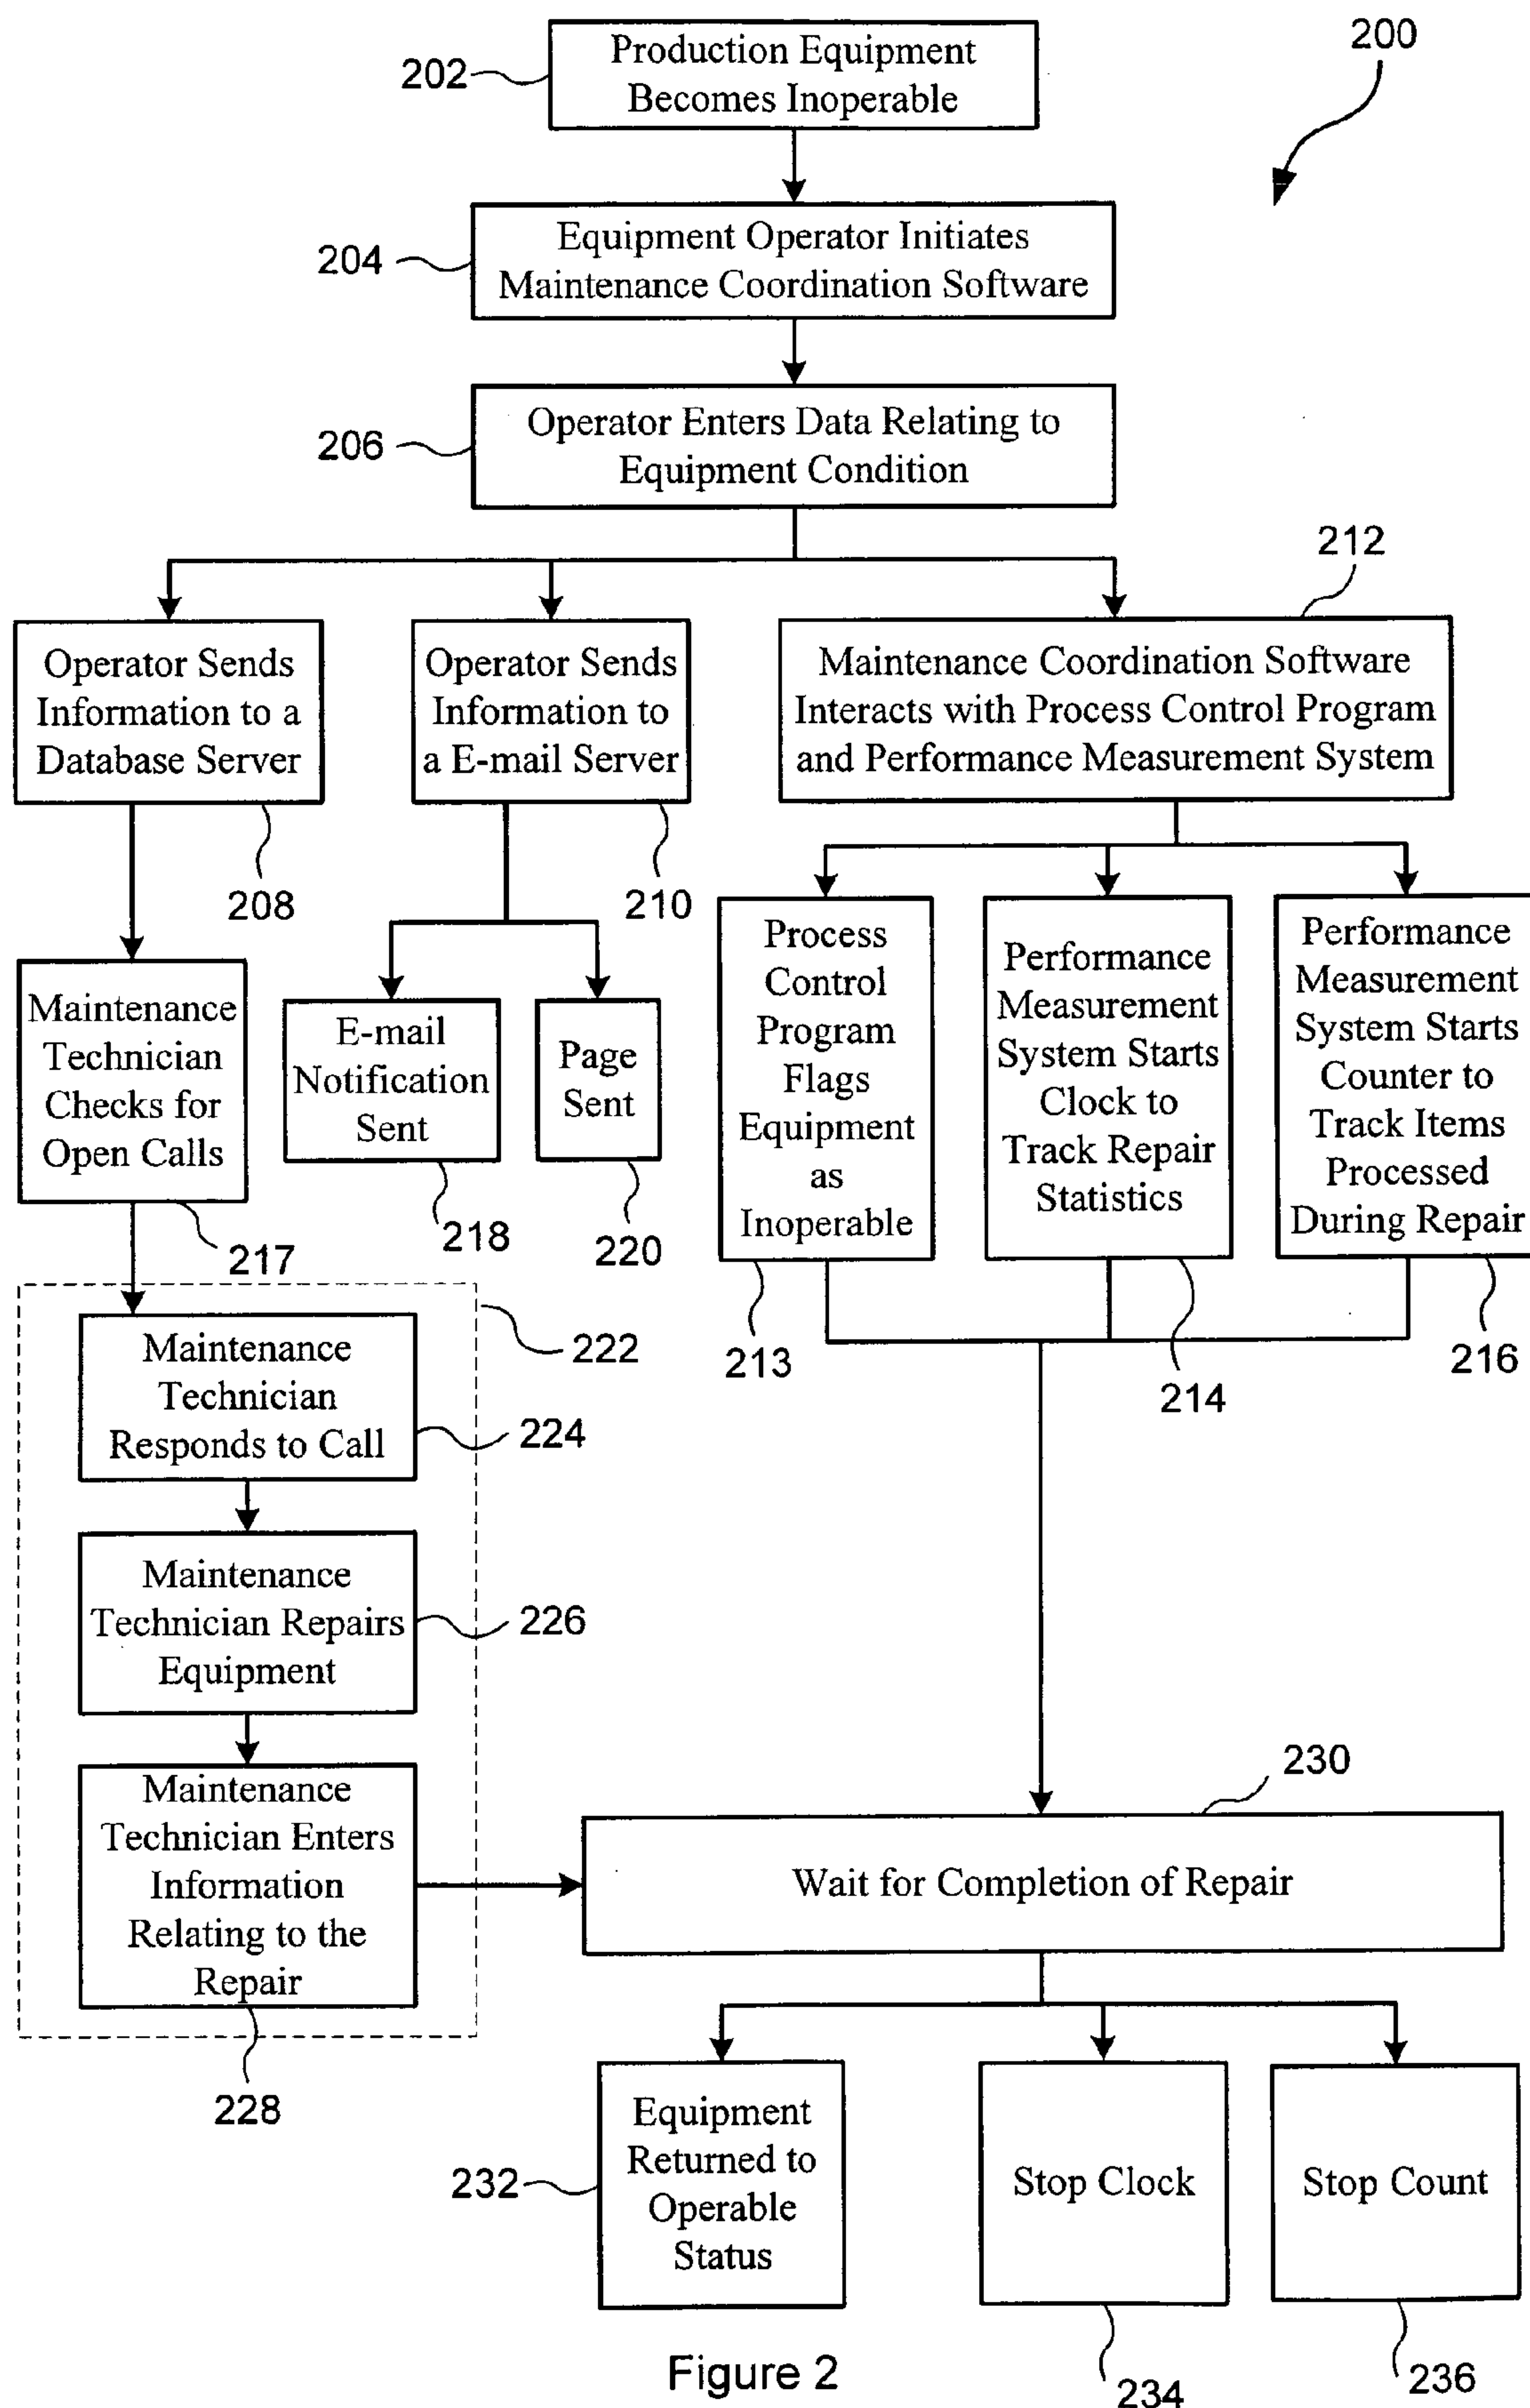 200
Production Equipment
Becomes Inoperable
202
Equipment Operator Initiates
Maintenance Coordination Software
204
Operator Enters Data Relating to
Equipment Condition
206
212
Operator Sends
Information to a
Database Server
208
Operator Sends
Information to
a E-mail Server
210
Maintenance Coordination Software
Interacts with Process Control Program
and Performance Measurement System
Maintenance
Technician
Checks for
Open Calls
217
E-mail
Notification
Sent
218
Page
Sent
220
Process
Control
Program
Flags
Equipment
as
Inoperable
213
Performance
Measurement
System Starts
Clock to
Track Repair
Statistics
214
Performance
Measurement
System Starts
Counter to
Track Items
Processed
During Repair
216
222
Maintenance
Technician
Responds to Call
224
Maintenance
Technician Repairs
Equipment
226
Maintenance
Technician Enters
Information
Relating to the
Repair
228
230
Wait for Completion of Repair
Equipment
Returned to
Operable
Status
232
Stop Clock
234
Stop Count
236
Figure 2